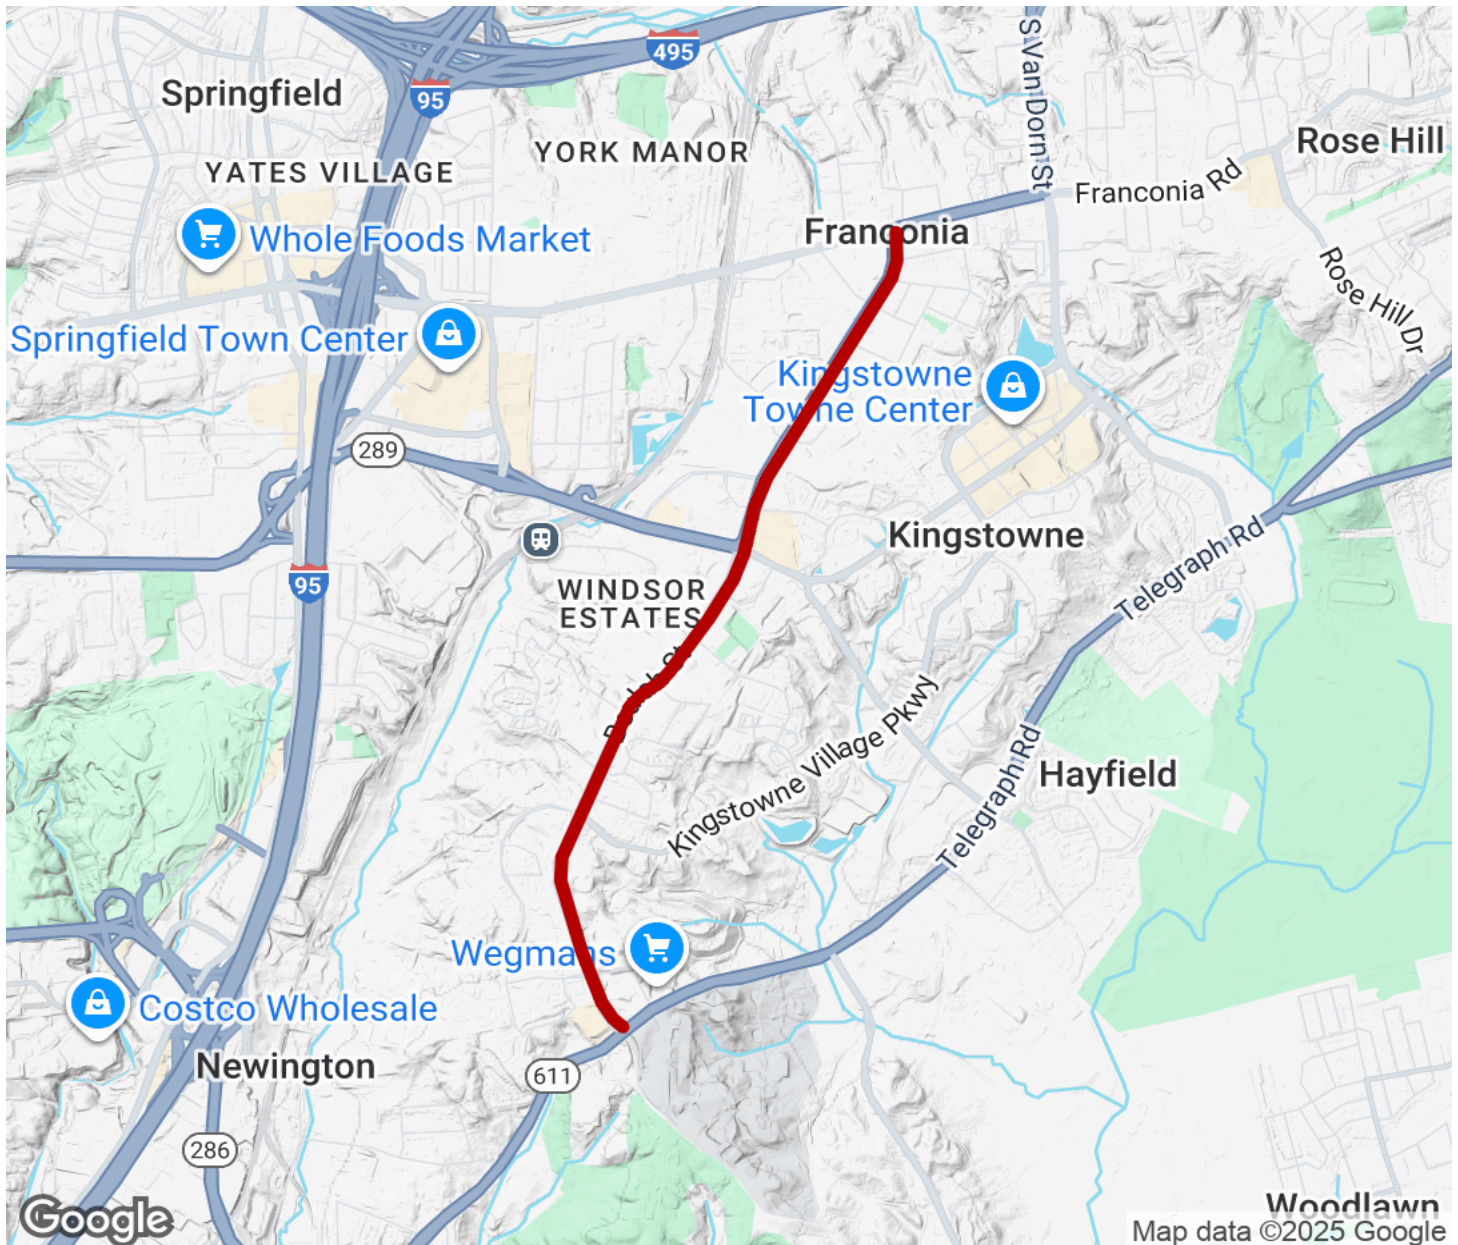 495
S Van Dorn St
95
Springfield
Rose Hill
YORK MANOR
YATES VILLAGE
Franconia Rd
Whole Foods Market
Franconia
Rose Hill Dr
Springfield Town Center
Kingstowne
Towne Center
289
Kingstowne
Telegraph Rd
95
WINDSOR
ESTATES
Kingstowne Village Pkwy
Telegraph Rd
Hayfield
Wegmans
Costco Wholesale
Newington
611
286
Woodlawn
Google
Map data ©2025 Google